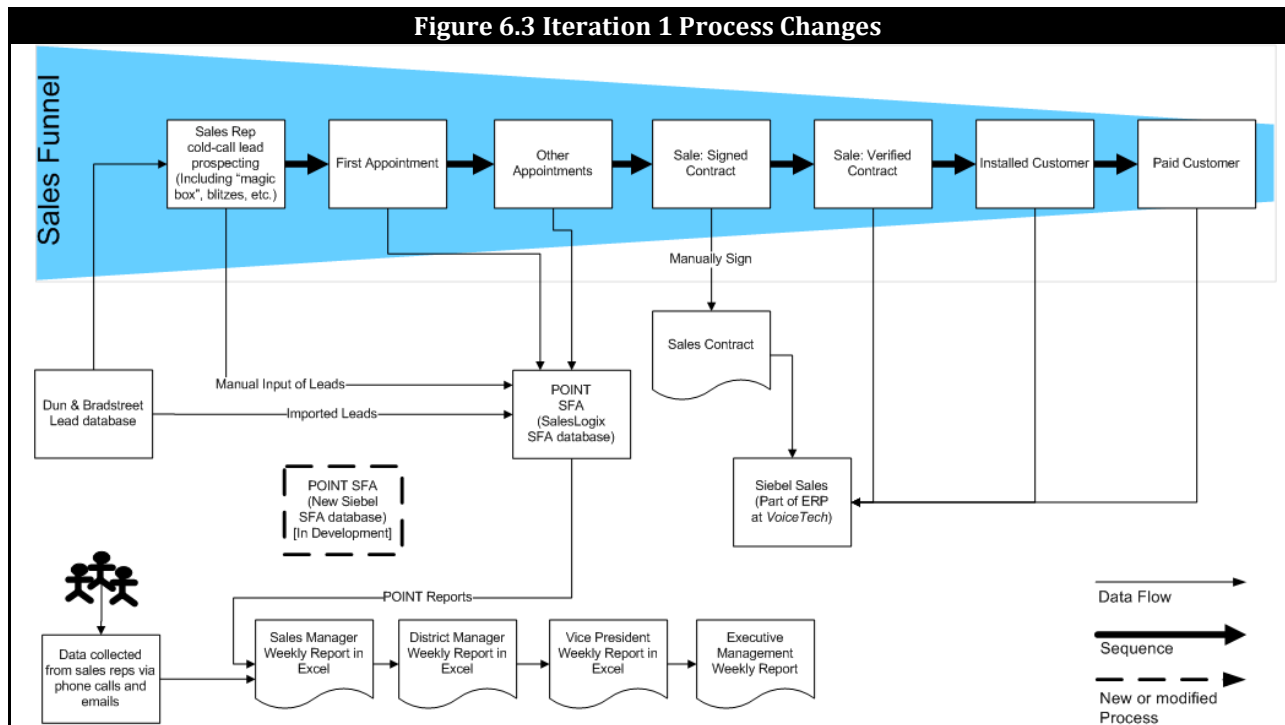 Figure 6.3 Iteration 1 Process Changes
Sales Funnel
Sales Rep
cold-call lead
prospecting
(Including “magic
box”, blitzes, etc.)
First Appointment
Other
Appointments
Sale: Signed
Contract
Sale: Verified
Contract
Installed Customer
Paid Customer
Manually Sign
Sales Contract
Dun & Bradstreet
Lead database
Manual Input of Leads
Imported Leads
POINT
SFA
(SalesLogix
SFA database)
POINT SFA
(New Siebel
SFA database)
[In Development]
Siebel Sales
(Part of ERP
at VoiceTech)
POINT Reports
Data collected
from sales reps via
phone calls and
emails
Sales Manager
Weekly Report in
Excel
District Manager
Weekly Report in
Excel
Vice President
Weekly Report in
Excel
Executive
Management
Weekly Report
Data Flow
Sequence
New or modified
Process